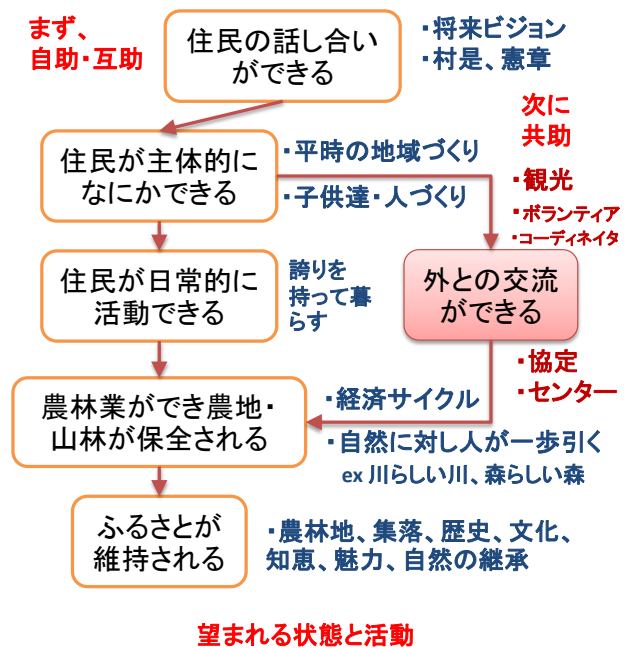 まず、
自助・互助
住民の話し合い
ができる
・将来ビジョン
・村是、憲章
次に
共助
住民が主体的に
なにかできる
・平時の地域づくり
・子供達・人づくり
・観光
・ボランティア
・コーディネイタ
住民が日常的に
活動できる
誇りを
持って暮
らす
外との交流
ができる
・協定
・センター
農林業ができ農地・
山林が保全される
・経済サイクル
・自然に対し人が一歩引く
ex 川らしい川、森らしい森
ふるさとが
維持される
・農林地、集落、歴史、文化、
知恵、魅力、自然の継承
望まれる状態と活動